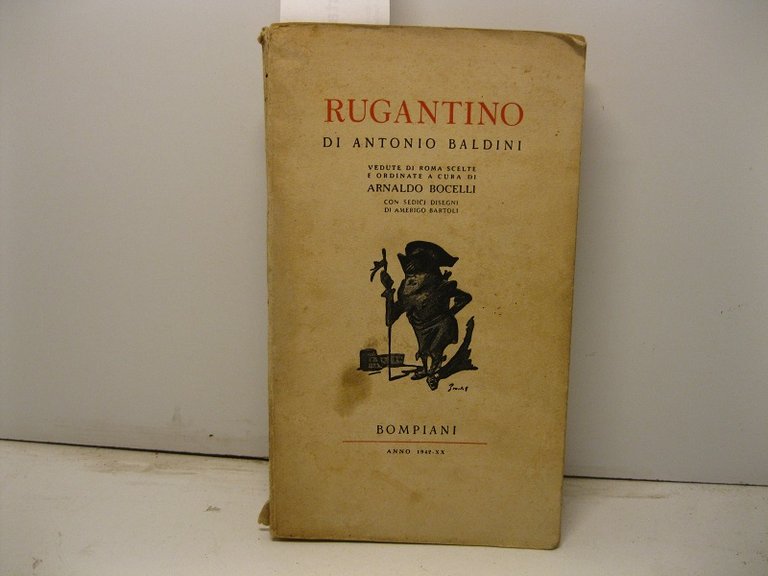 RUGANTINO
DI ANTONIO BALDINI
VEDUTE DI ROMA SCELTE
E ORDINATE A CURA DI
ARNALDO BOCELLI
CON SEDICI DISEGNI
DI AMERIGO BARTOLI
BOMPIANI
ANNO 1942-XX